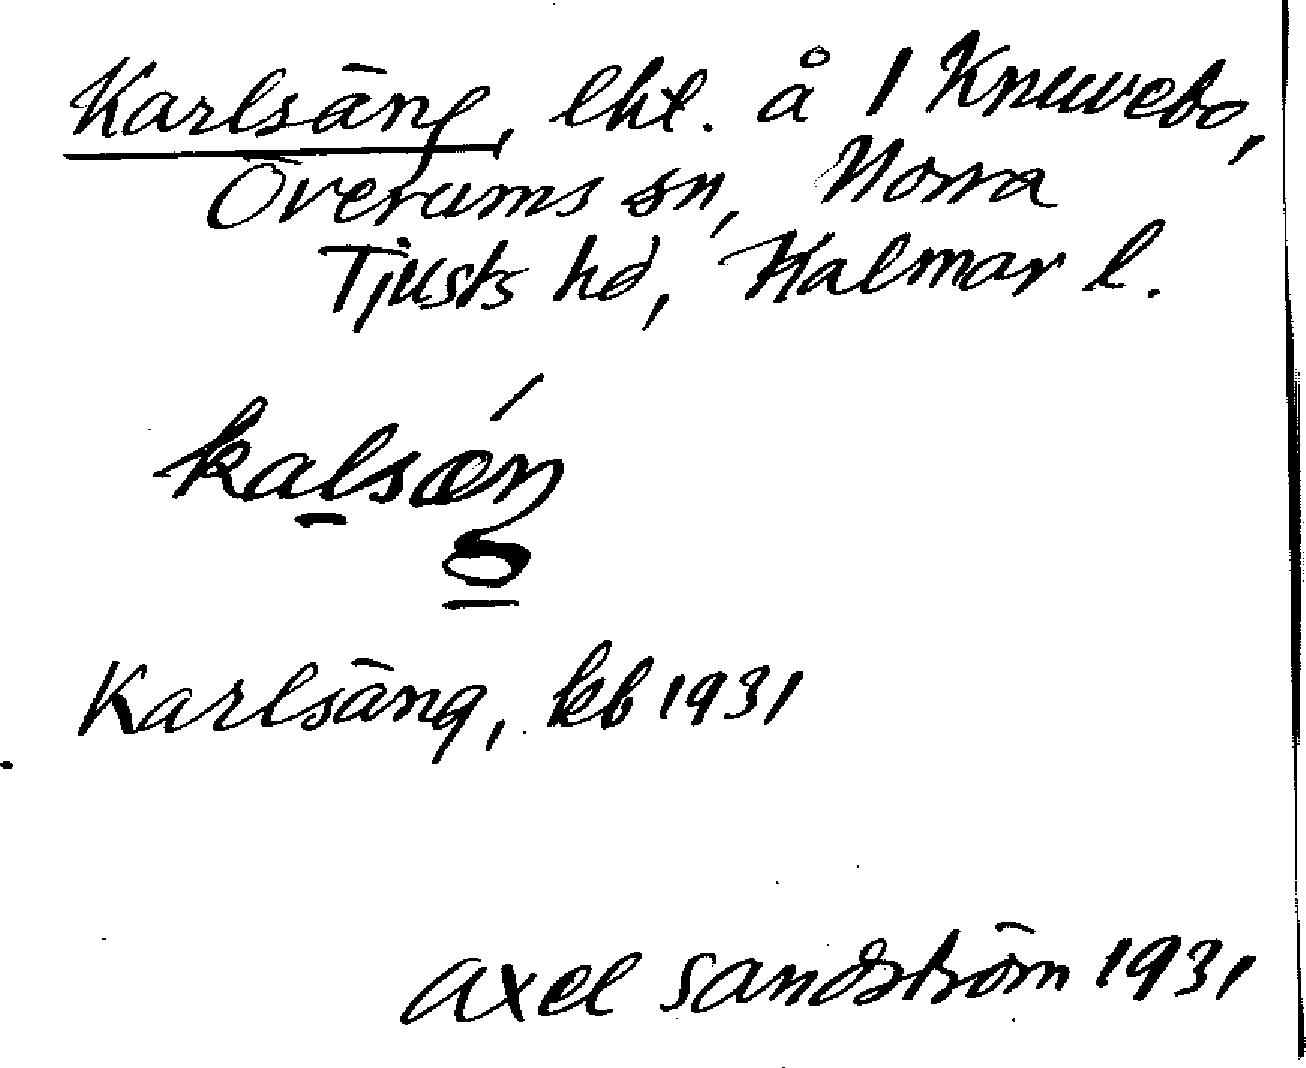 Karlsäng, lht. å 1 Knuvebo,
Överums sn, Norra
Tjusts hd, Kalmar l.
kalsæŋ́
Karlsäng, kb 1931
Axel Sandström 1931